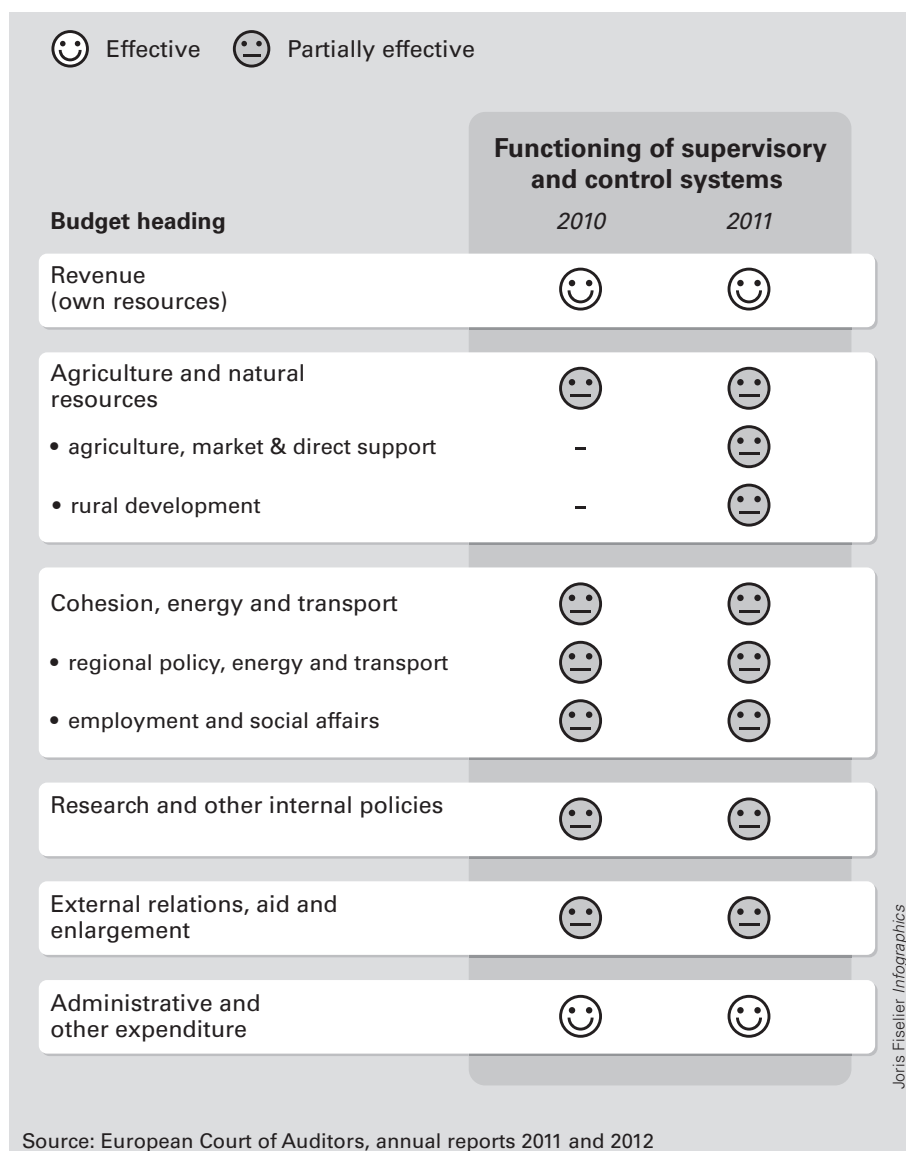 Effective
Partially effective
Functioning of supervisory
and control systems
Budget heading
2010
2011
Revenue
(own resources)
Agriculture and natural
resources
• agriculture, market & direct support
–
• rural development
–
Cohesion, energy and transport
• regional policy, energy and transport
• employment and social affairs
Research and other internal policies
External relations, aid and
enlargement
Administrative and
other expenditure
Joris Fiselier Infographics
Source: European Court of Auditors, annual reports 2011 and 2012